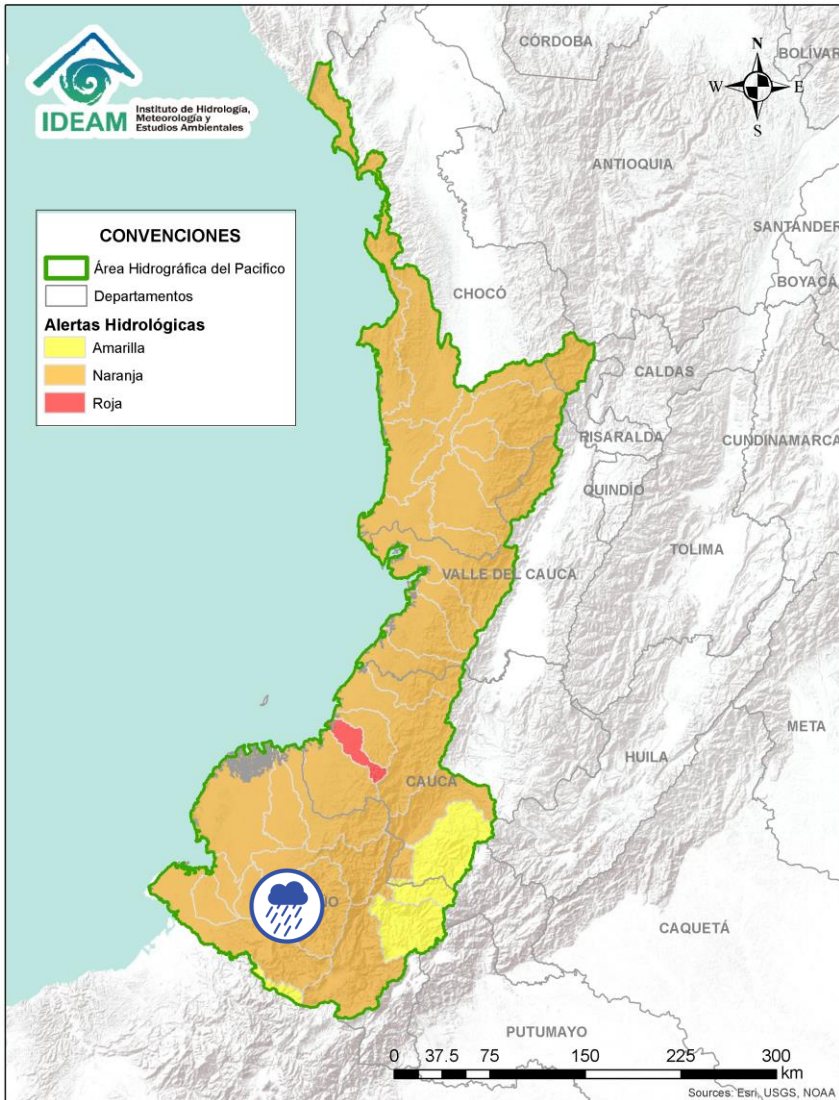 CÓRDOBA
BOLÍVAR
N
W E
S
IDEAM
Instituto de Hidrología,
Meteorología y
Estudios Ambientales
ANTIOQUIA
SANTANDER
CONVENCIONES
Área Hidrográfica del Pacifico
Departamentos
Alertas Hidrológicas
Amarilla
Naranja
Roja
BOYACÁ
CHOCÓ
CALDAS
RISARALDA
CUNDINAMARCA
QUINDÍO
TOLIMA
VALLE DEL CAUCA
META
HUILA
CAUCA
ÑO
CAQUETÁ
PUTUMAYO
0 37.5 75 150 225 300
km
Sources: Esri, USGS, NOAA